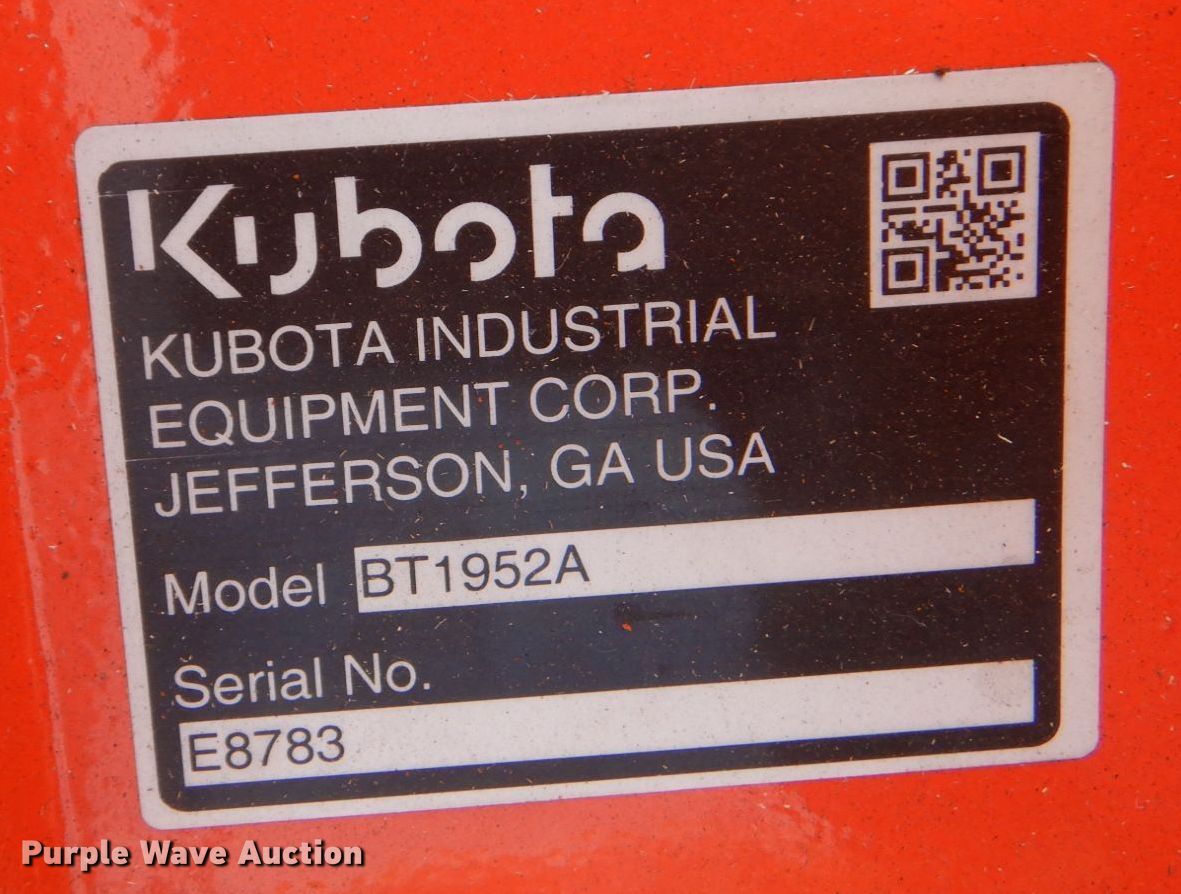 Kubota
KUBOTA INDUSTRIAL
EQUIPMENT CORP.
JEFFERSON, GA USA
Model BT1952A
Serial No.
E8783
Purple Wave Auction